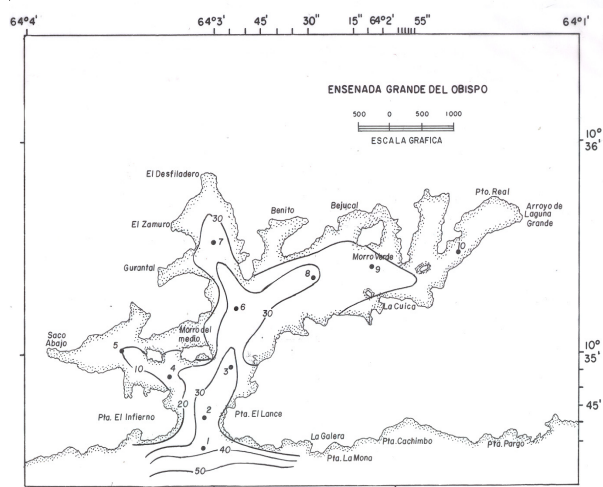 64°4' 64°3' 45' 30" 15" 64°2' 55" 64°1'
ENSENADA GRANDE DEL OBISPO
500 0 500 1000
ESCALA GRAFICA
10°
36'
El Desfiladero
Pto. Real
Arroyo de
Laguna
Grande
Benito
Bejucal
El Zamuro
30
7
10
Morro Verde
9
Gurantal
8
La Cuica
6
30
Morro del
medio
Saco
Abajo
5
10°
35'
10
4
3
30
20
45'
Pta. El Infierno
2
Pta. El Lance
1
La Galera
Pta. Cachimbo
Pta. Pargo
40
Pta. La Mona
50